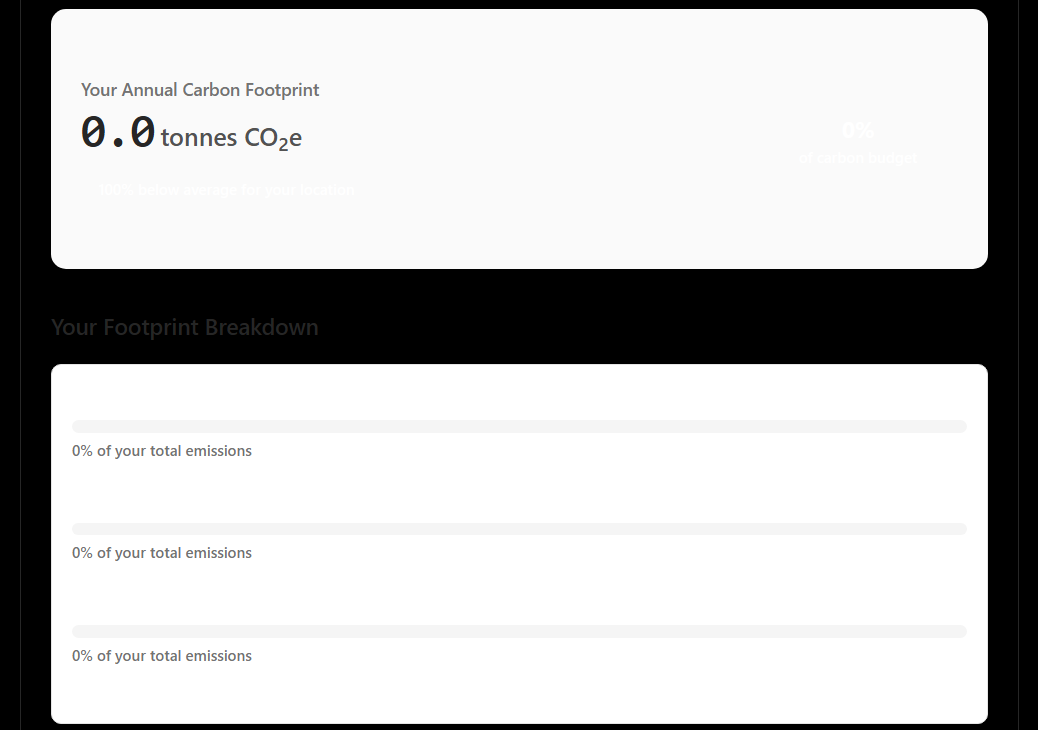 Your Annual Carbon Footprint
0.0 tonnes CO₂e
0%
of carbon budget
100% below average for your location
Your Footprint Breakdown
0% of your total emissions
0% of your total emissions
0% of your total emissions